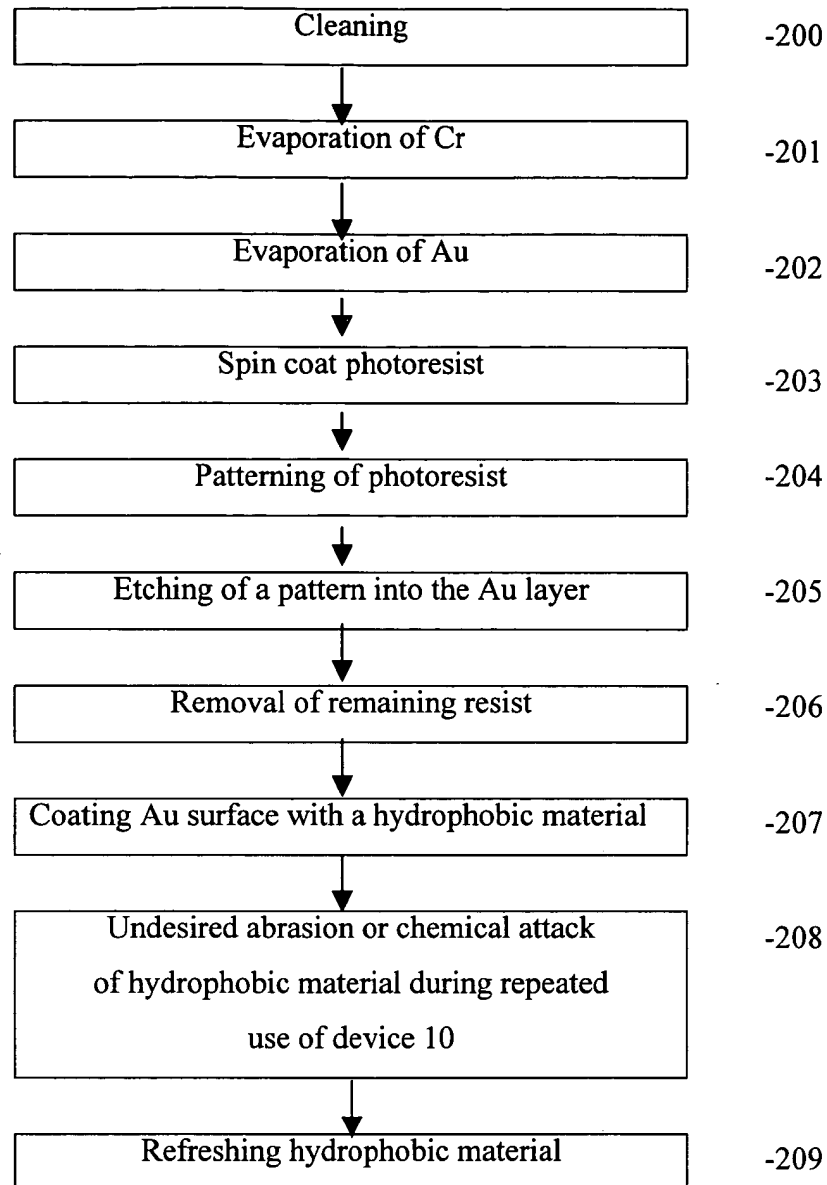 Cleaning -200
Evaporation of Cr -201
Evaporation of Au -202
Spin coat photoresist -203
Patterning of photoresist -204
Etching of a pattern into the Au layer -205
Removal of remaining resist -206
Coating Au surface with a hydrophobic material -207
Undesired abrasion or chemical attack -208
of hydrophobic material during repeated
use of device 10
Refreshing hydrophobic material -209